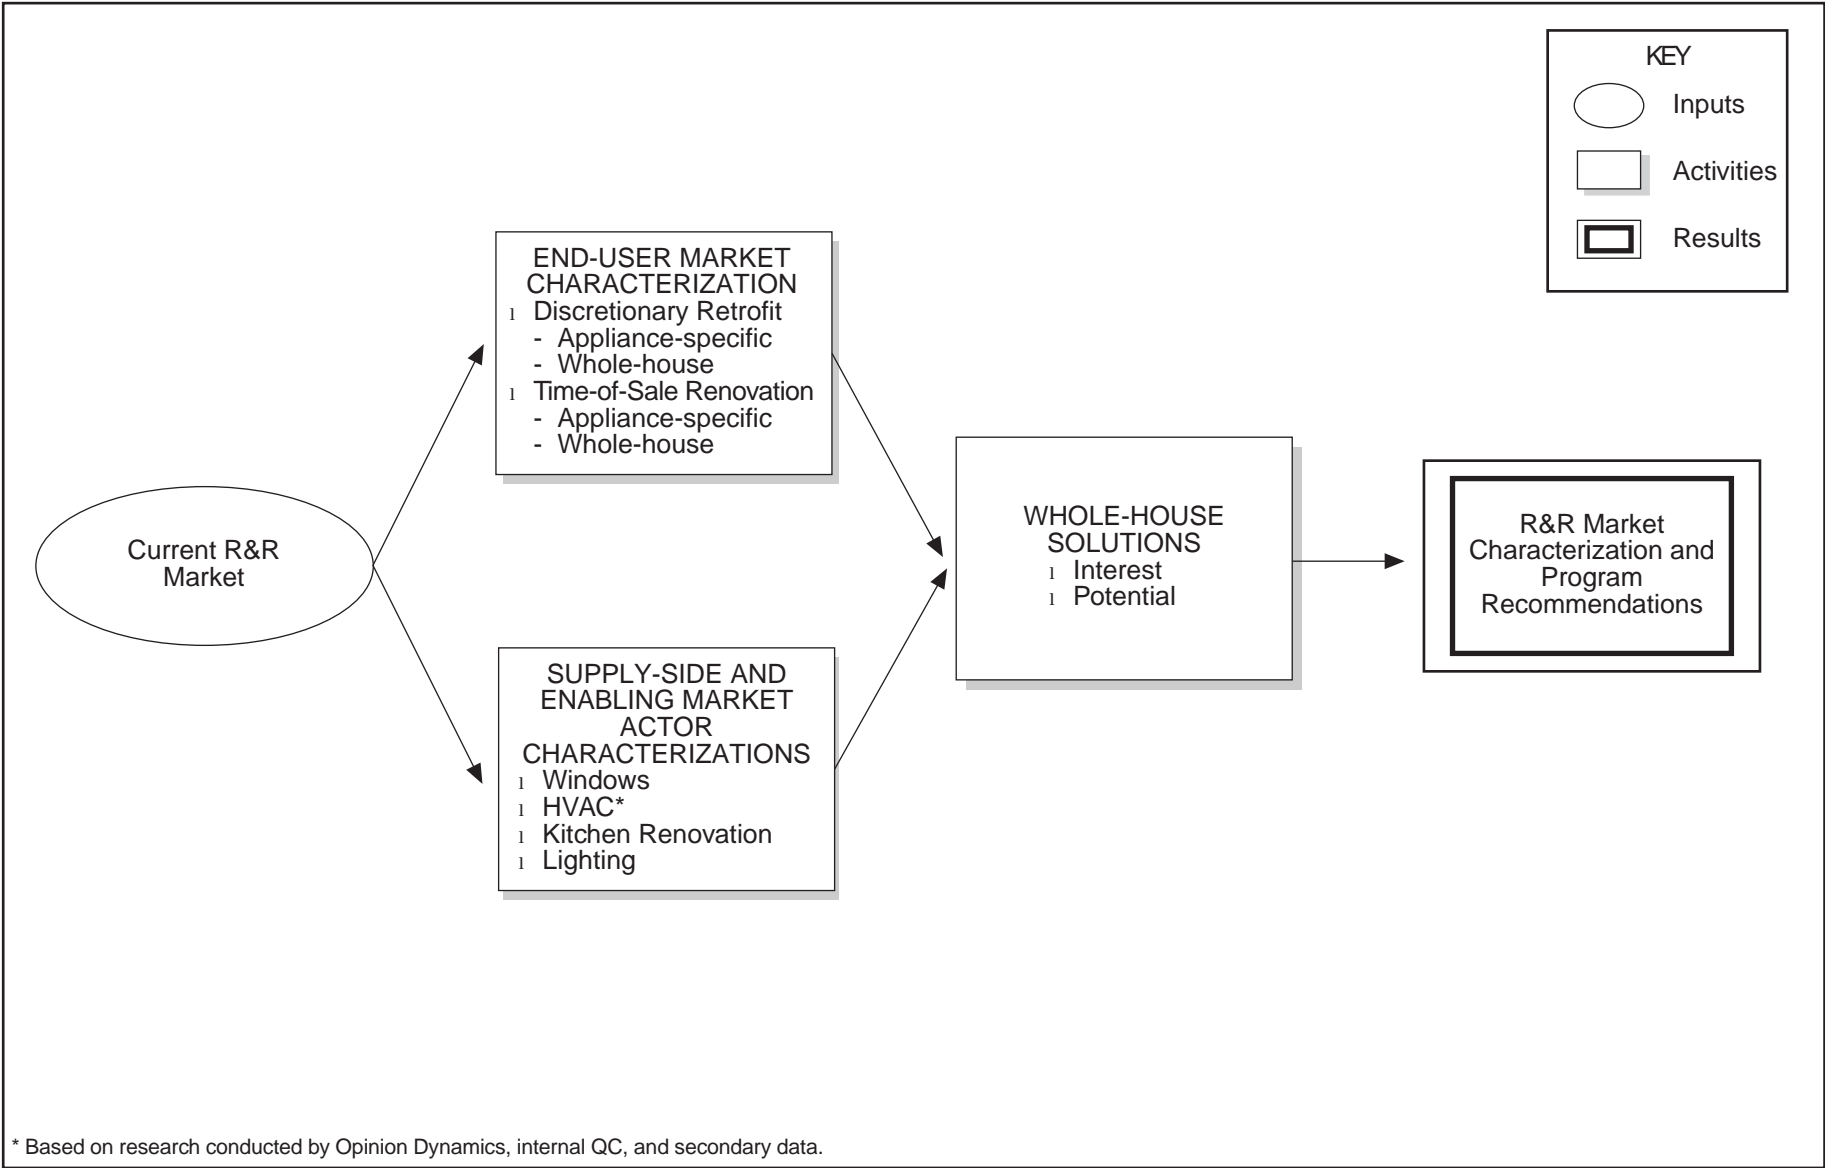 KEY
Inputs
Activities
Results
END-USER MARKET
CHARACTERIZATION
l Discretionary Retrofit
- Appliance-specific
- Whole-house
l Time-of-Sale Renovation
- Appliance-specific
- Whole-house
Current R&R
Market
WHOLE-HOUSE
SOLUTIONS
l Interest
l Potential
R&R Market
Characterization and
Program
Recommendations
SUPPLY-SIDE AND
ENABLING MARKET
ACTOR
CHARACTERIZATIONS
l Windows
l HVAC*
l Kitchen Renovation
l Lighting
* Based on research conducted by Opinion Dynamics, internal QC, and secondary data.